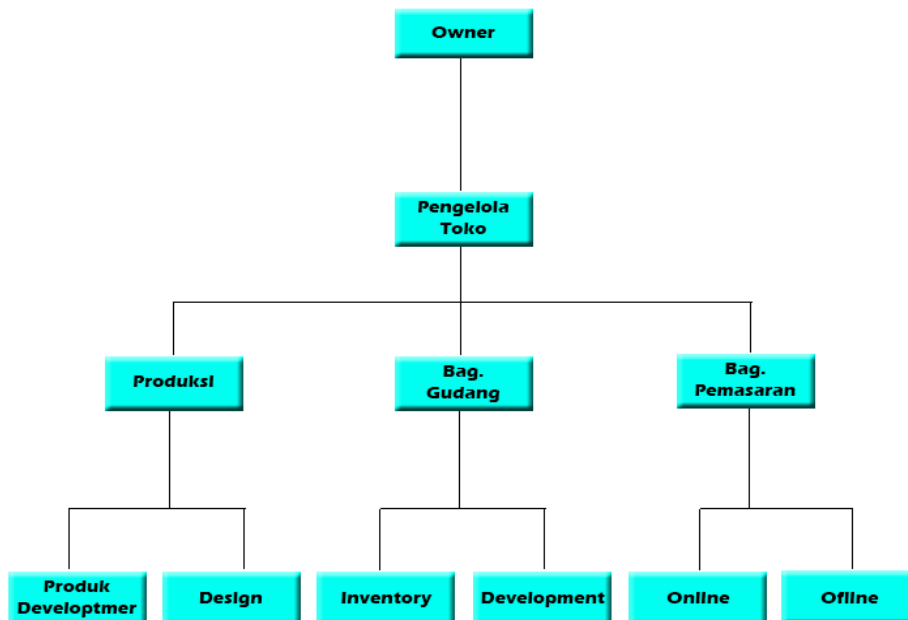 Owner
Pengelola
Toko
Produksi
Bag.
Gudang
Bag.
Pemasaran
Produk
Developtmer
Design
Inventory
Development
Online
Ofline